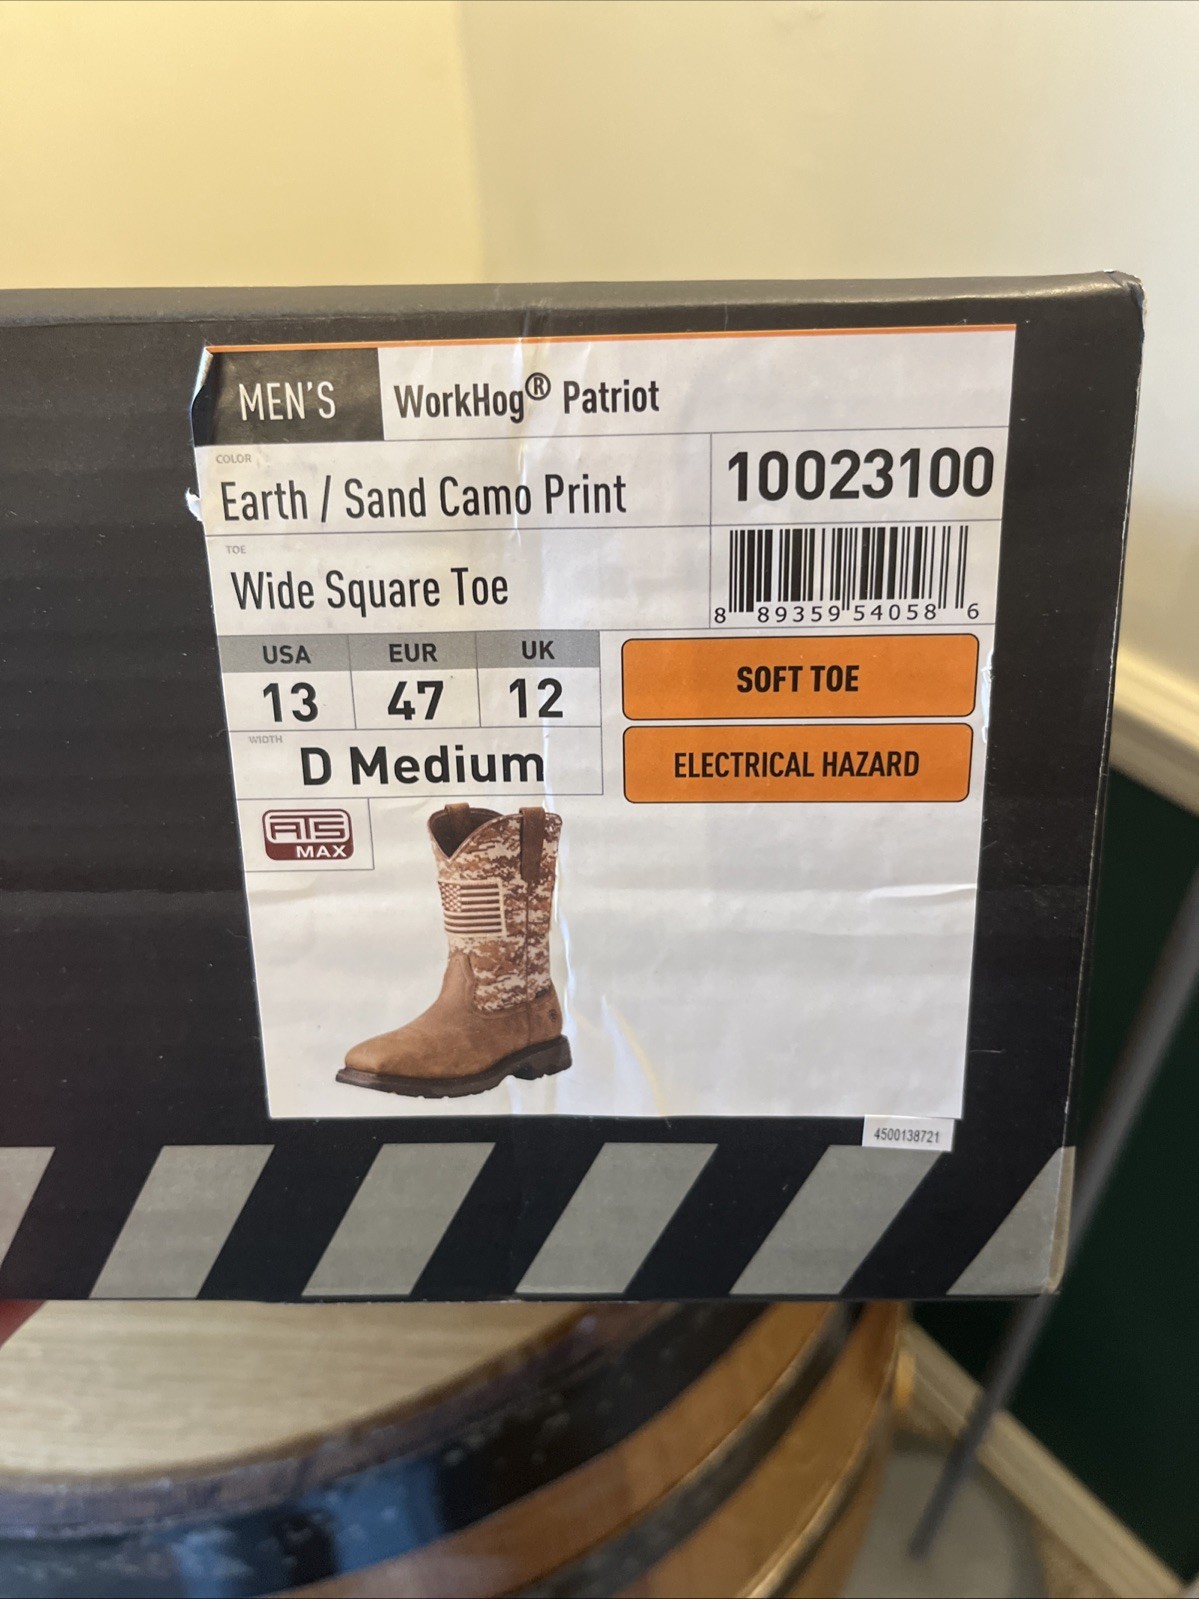 MEN'S
WorkHog® Patriot
COLOR
Earth / Sand Camo Print
10023100
TOE
Wide Square Toe
8 89359 54058 6
USA EUR UK
13 47 12
SOFT TOE
WIDTH
D Medium
ELECTRICAL HAZARD
ATS
MAX
4500138721